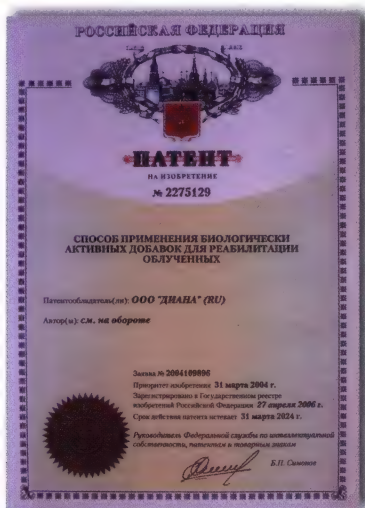 РОССИЙСКАЯ ФЕДЕРАЦИЯ
ПАТЕНТ
НА ИЗОБРЕТЕНИЕ
№ 2275129
СПОСОБ ПРИМЕНЕНИЯ БИОЛОГИЧЕСКИ
АКТИВНЫХ ДОБАВОК ДЛЯ РЕАБИЛИТАЦИИ
ОБЛУЧЕННЫХ
Патентообладатель(ли): ООО "ДИАНА" (RU)
Автор(ы): см. на обороте
Заявка № 2004109896
Приоритет изобретения 31 марта 2004 г.
Зарегистрировано в Государственном реестре
изобретений Российской Федерации 27 апреля 2006 г.
Срок действия патента истекает 31 марта 2024 г.
Руководитель Федеральной службы по интеллектуальной
собственности, патентам и товарным знакам
Б.П. Симонов